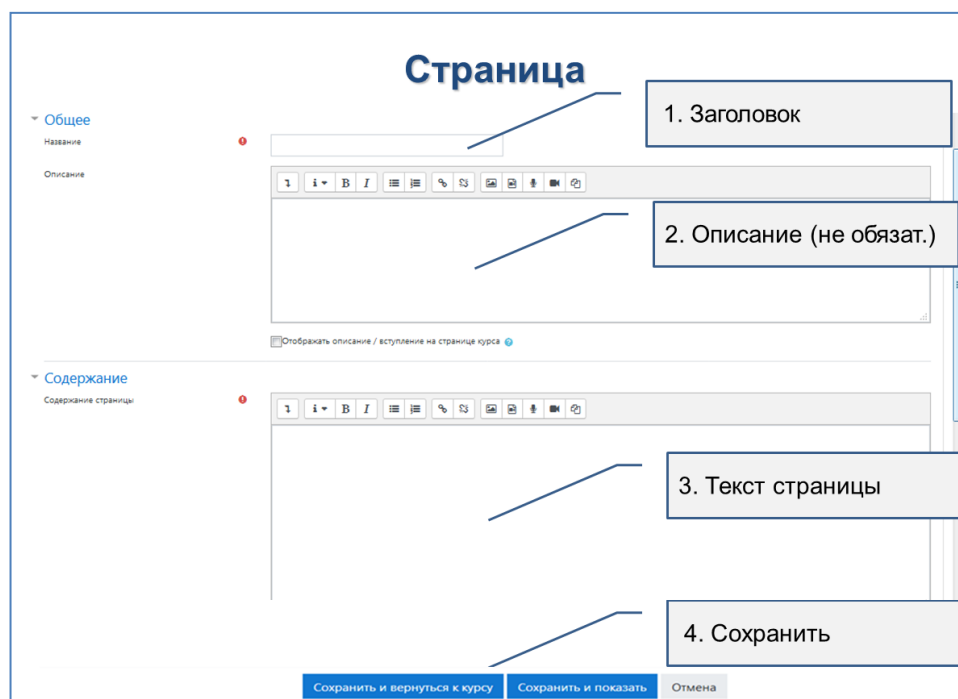 Страница
1. Заголовок
Общее
Название
Описание
B I
2. Описание (не обязат.)
Отображать описание / вступление на странице курса
Содержание
Содержание страницы
B I
3. Текст страницы
4. Сохранить
Сохранить и вернуться к курсу Сохранить и показать Отмена